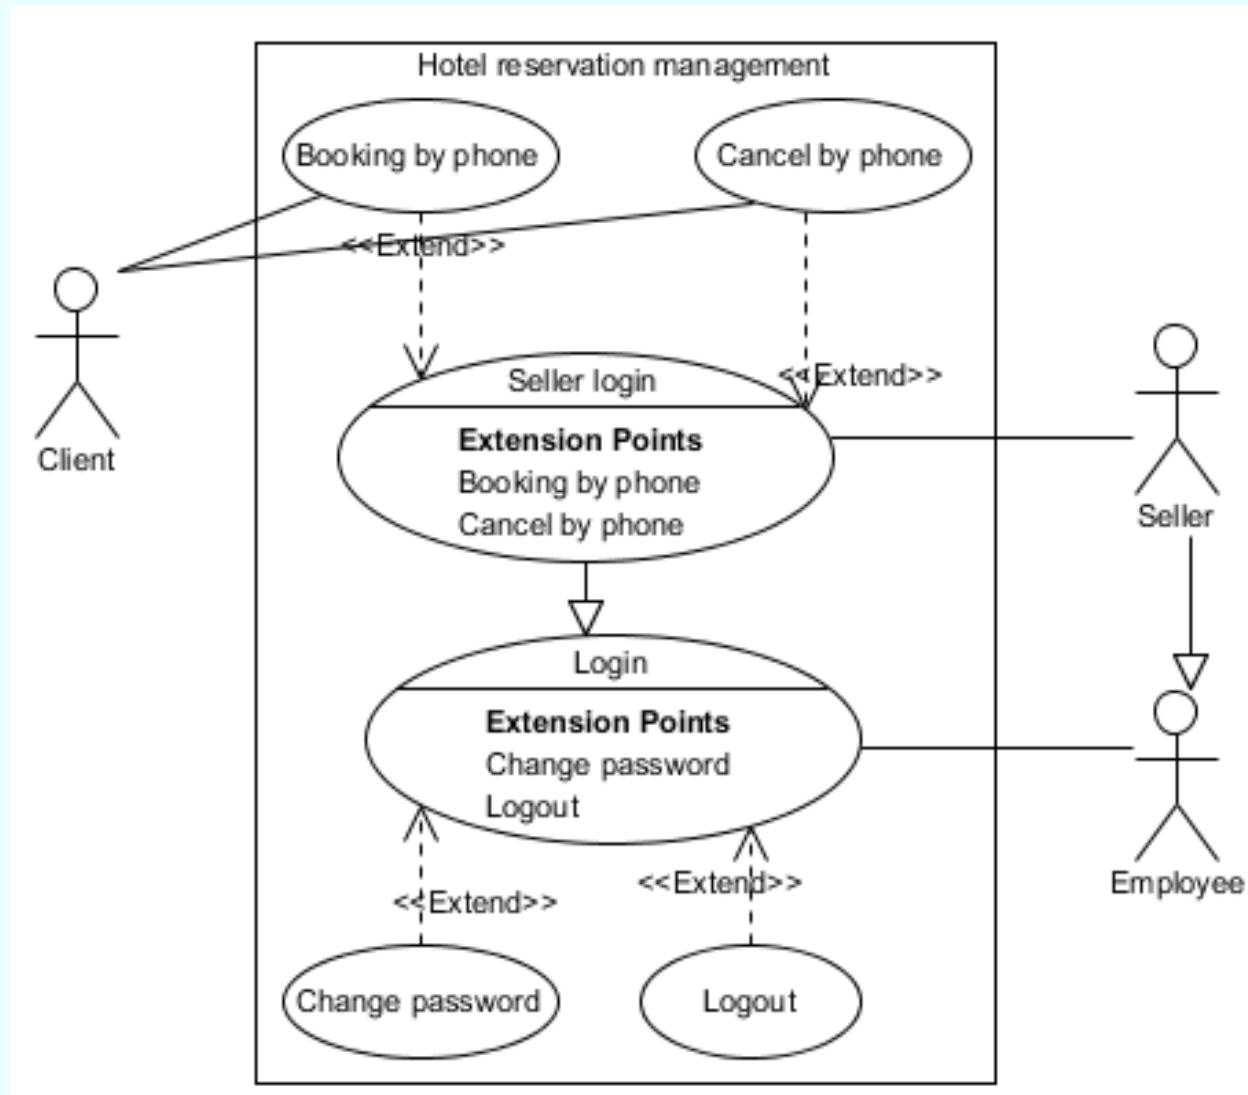 Hotel reservation management
Booking by phone
Cancel by phone
<<Extend>>
<<Extend>>
Seller login
Extension Points
Booking by phone
Cancel by phone
Client
Seller
Login
Extension Points
Change password
Logout
Employee
<<Extend>>
<<Extend>>
Change password
Logout